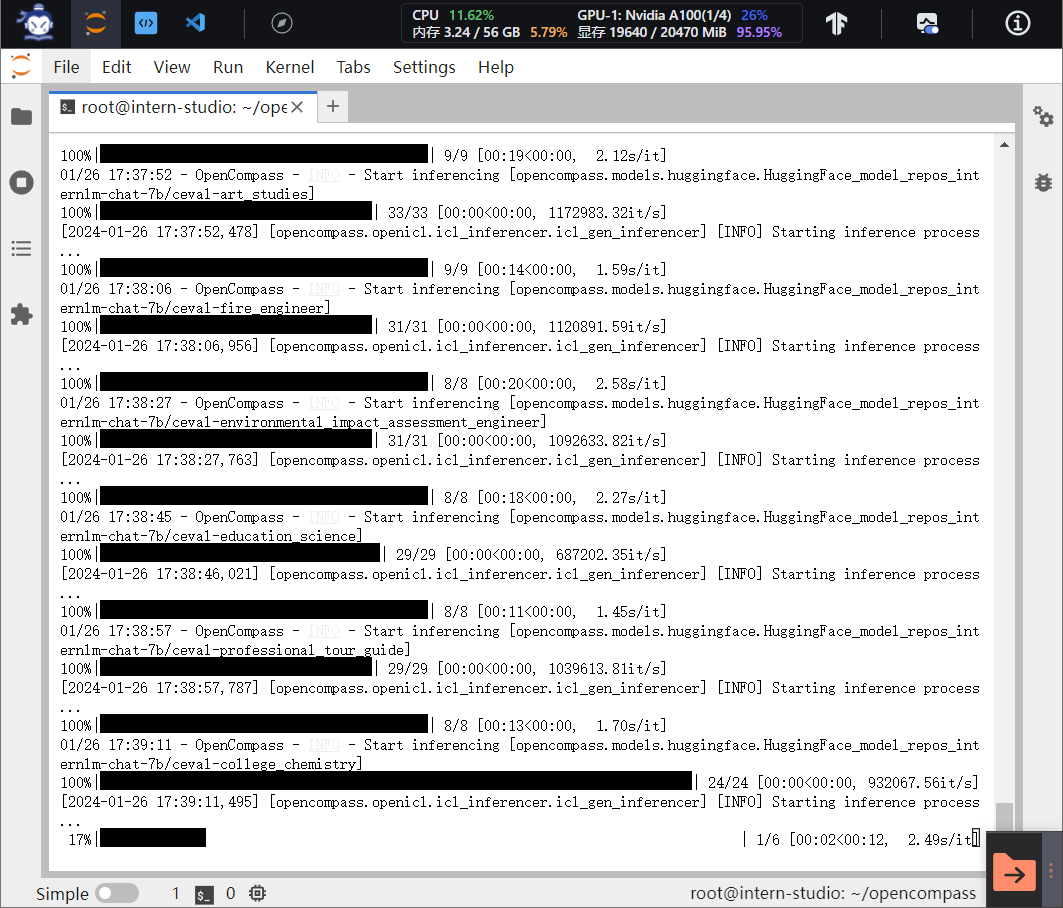 CPU 11.62% GPU-1: Nvidia A100(1/4) 26%
内存 3.24 / 56 GB 5.79% 显存 19640 / 20470 MiB 95.95%
File Edit View Run Kernel Tabs Settings Help
root@intern-studio: ~/ope
100%| | 9/9 [00:19<00:00, 2.12s/it]
01/26 17:37:52 - OpenCompass - INFO - Start inferencing [opencompass.models.huggingface.HuggingFace_model_repos_int
ernlm-chat-7b/ceval-art_studies]
100%| | 33/33 [00:00<00:00, 1172983.32it/s]
[2024-01-26 17:37:52,478] [opencompass.openicl.icl_inferencer.icl_gen_inferencer] [INFO] Starting inference process
...
100%| | 9/9 [00:14<00:00, 1.59s/it]
01/26 17:38:06 - OpenCompass - INFO - Start inferencing [opencompass.models.huggingface.HuggingFace_model_repos_int
ernlm-chat-7b/ceval-fire_engineer]
100%| | 31/31 [00:00<00:00, 1120891.59it/s]
[2024-01-26 17:38:06,956] [opencompass.openicl.icl_inferencer.icl_gen_inferencer] [INFO] Starting inference process
...
100%| | 8/8 [00:20<00:00, 2.58s/it]
01/26 17:38:27 - OpenCompass - INFO - Start inferencing [opencompass.models.huggingface.HuggingFace_model_repos_int
ernlm-chat-7b/ceval-environmental_impact_assessment_engineer]
100%| | 31/31 [00:00<00:00, 1092633.82it/s]
[2024-01-26 17:38:27,763] [opencompass.openicl.icl_inferencer.icl_gen_inferencer] [INFO] Starting inference process
...
100%| | 8/8 [00:18<00:00, 2.27s/it]
01/26 17:38:45 - OpenCompass - INFO - Start inferencing [opencompass.models.huggingface.HuggingFace_model_repos_int
ernlm-chat-7b/ceval-education_science]
100%| | 29/29 [00:00<00:00, 687202.35it/s]
[2024-01-26 17:38:46,021] [opencompass.openicl.icl_inferencer.icl_gen_inferencer] [INFO] Starting inference process
...
100%| | 8/8 [00:11<00:00, 1.45s/it]
01/26 17:38:57 - OpenCompass - INFO - Start inferencing [opencompass.models.huggingface.HuggingFace_model_repos_int
ernlm-chat-7b/ceval-professional_tour_guide]
100%| | 29/29 [00:00<00:00, 1039613.81it/s]
[2024-01-26 17:38:57,787] [opencompass.openicl.icl_inferencer.icl_gen_inferencer] [INFO] Starting inference process
...
100%| | 8/8 [00:13<00:00, 1.70s/it]
01/26 17:39:11 - OpenCompass - INFO - Start inferencing [opencompass.models.huggingface.HuggingFace_model_repos_int
ernlm-chat-7b/ceval-college_chemistry]
100%| | 24/24 [00:00<00:00, 932067.56it/s]
[2024-01-26 17:39:11,495] [opencompass.openicl.icl_inferencer.icl_gen_inferencer] [INFO] Starting inference process
...
17%| | 1/6 [00:02<00:12, 2.49s/it]
Simple 1 0 root@intern-studio: ~/opencompass